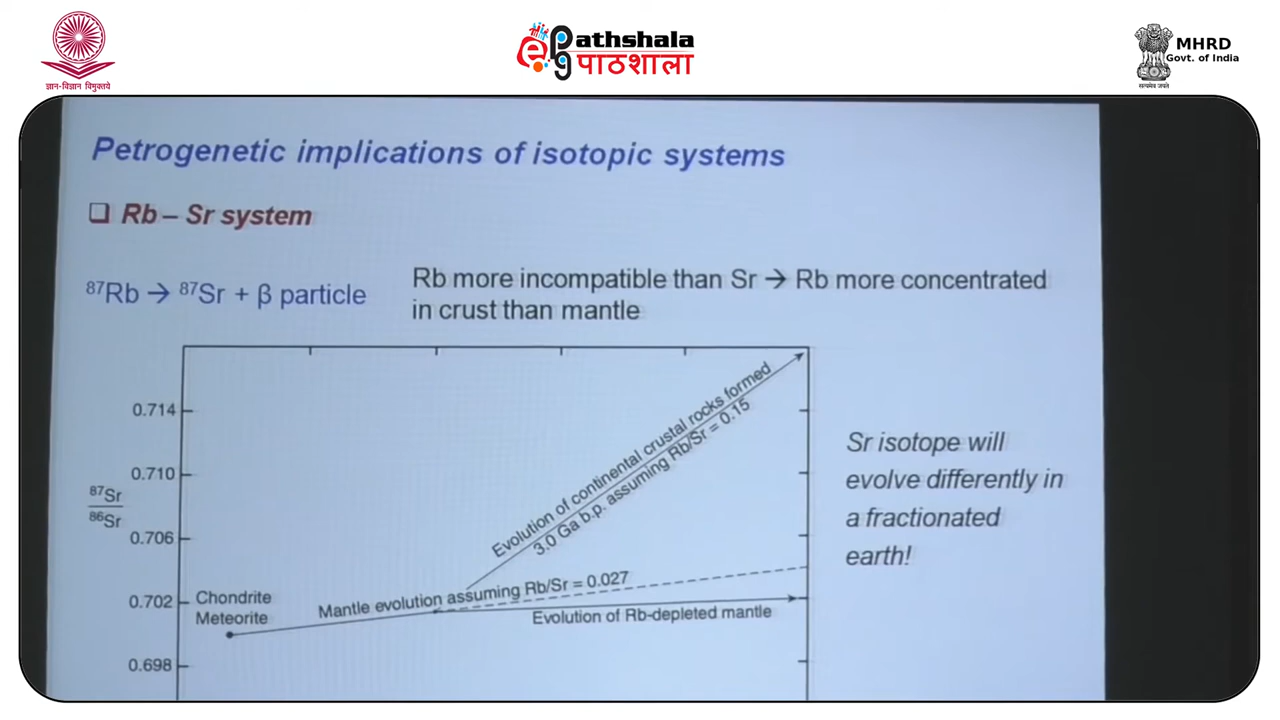 ज्ञान-विज्ञान विमुक्तये
epg Pathshala
पाठशाला
MHRD
Govt. of India
सत्यमेव जयते
Petrogenetic implications of isotopic systems
❑ Rb – Sr system
⁸⁷Rb → ⁸⁷Sr + β particle
Rb more incompatible than Sr → Rb more concentrated
in crust than mantle
0.714
0.710
0.706
0.702
0.698
⁸⁷Sr
⁸⁶Sr
Evolution of continental crustal rocks formed
3.0 Ga b.p. assuming Rb/Sr = 0.15
Chondrite
Meteorite
Mantle evolution assuming Rb/Sr = 0.027
Evolution of Rb-depleted mantle
Sr isotope will
evolve differently in
a fractionated
earth!